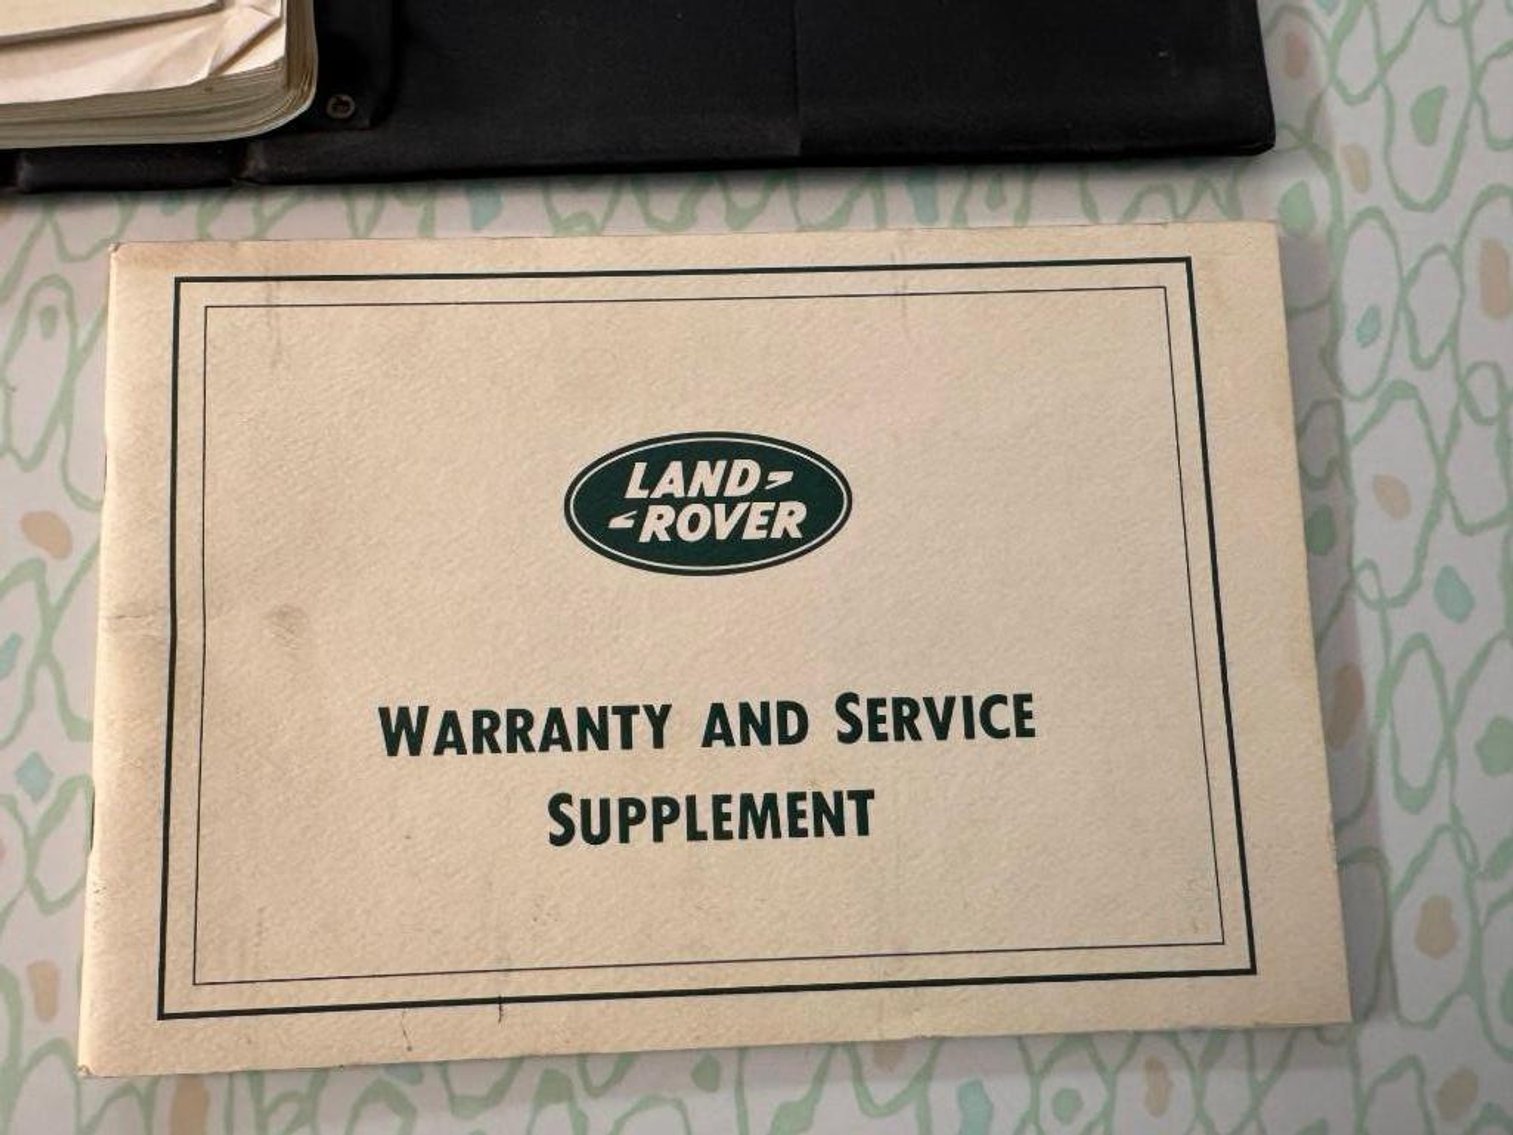 LAND-
-ROVER
WARRANTY AND SERVICE
SUPPLEMENT